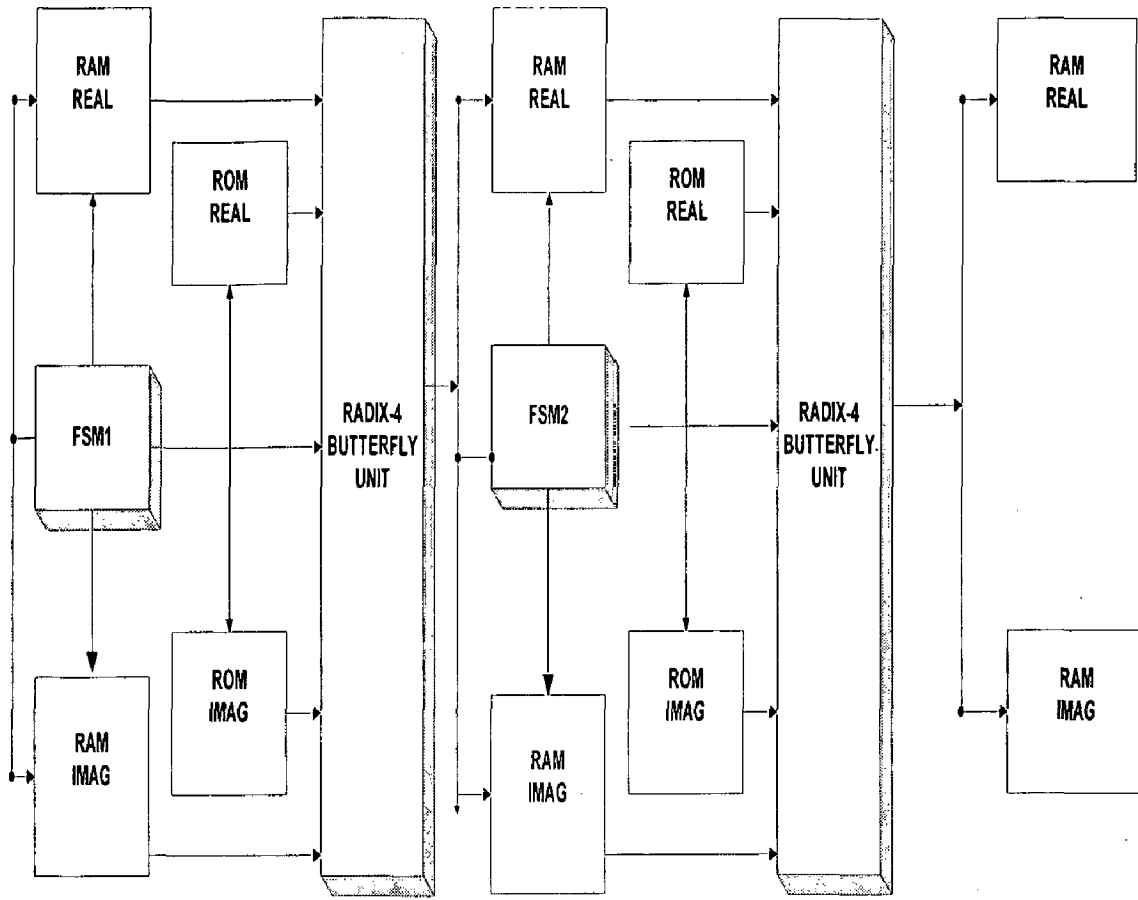 RAM
REAL
ROM
REAL
FSM1
ROM
IMAG
RAM
IMAG
RADIX-4
BUTTERFLY
UNIT
RAM
REAL
ROM
REAL
FSM2
ROM
IMAG
RAM
IMAG
RADIX-4
BUTTERFLY
UNIT
RAM
REAL
RAM
IMAG